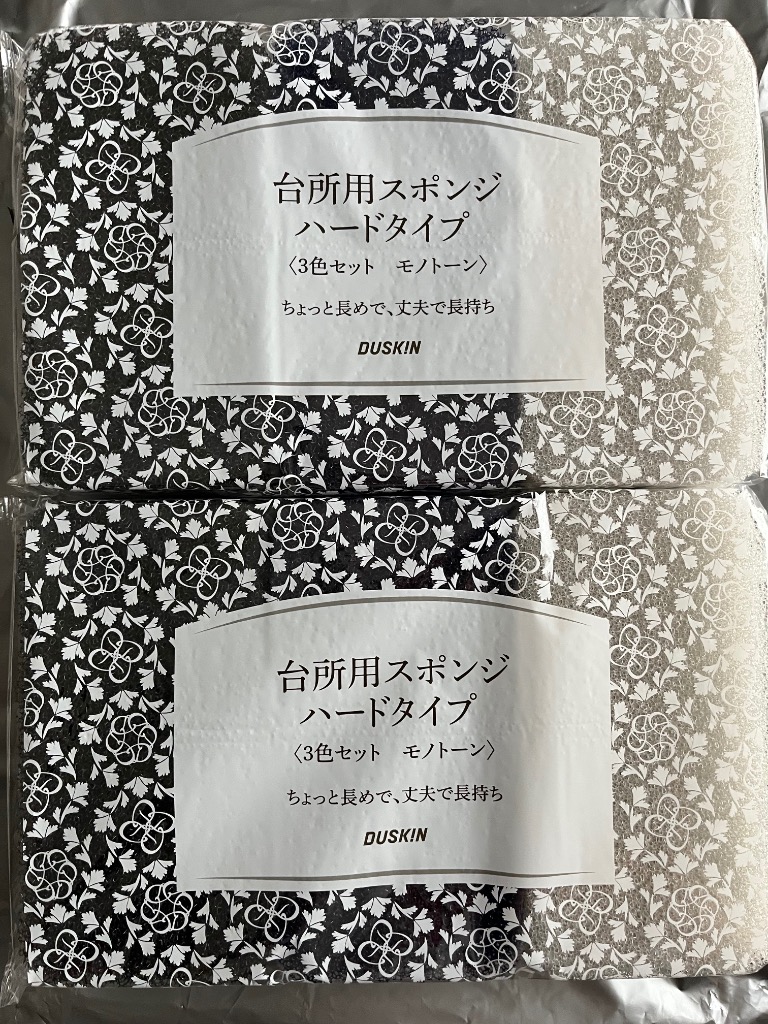 台所用スポンジ
ハードタイプ
〈3色セット　モノトーン〉
ちょっと長めで、丈夫で長持ち
DUSK!N
台所用スポンジ
ハードタイプ
〈3色セット　モノトーン〉
ちょっと長めで、丈夫で長持ち
DUSK!N